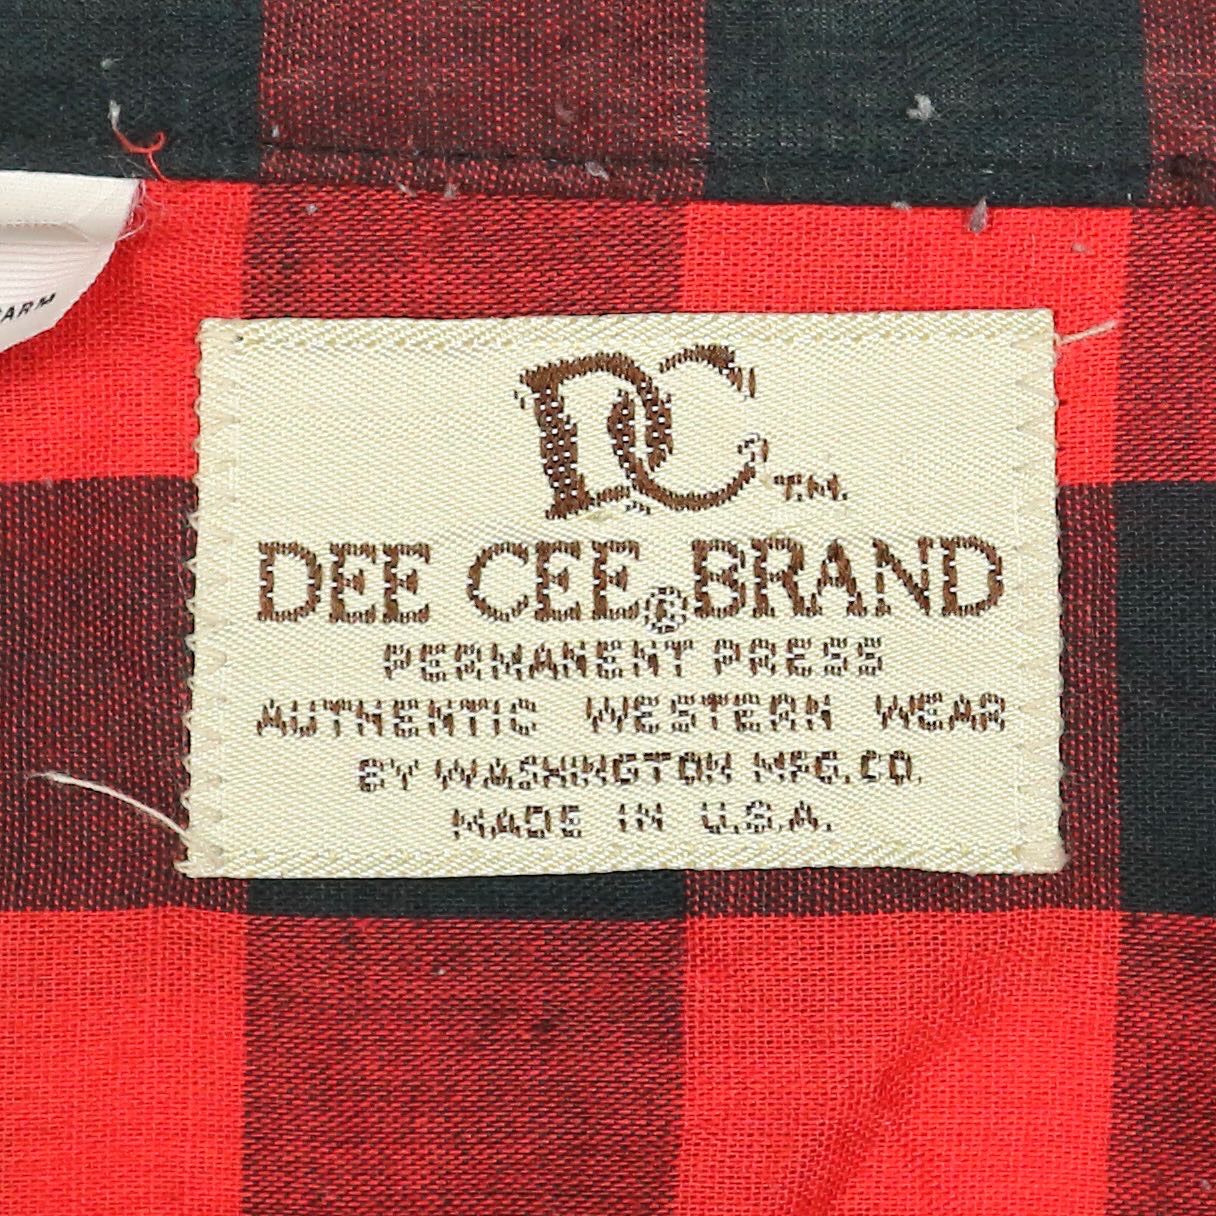 DC T.M.
DEE CEE® BRAND
PERMANENT PRESS
AUTHENTIC WESTERN WEAR
BY WASHINGTON MFG. CO.
MADE IN U.S.A.